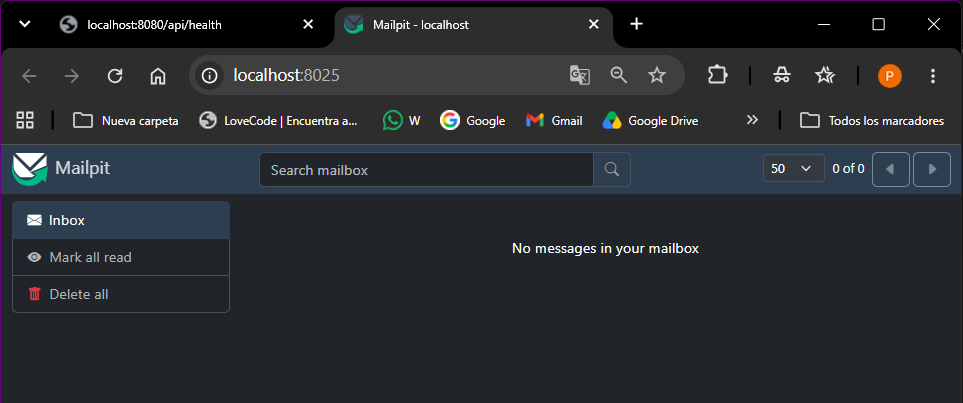 localhost:8080/api/health
Mailpit - localhost
localhost:8025
P
Nueva carpeta
LoveCode | Encuentra a...
W
Google
Gmail
Google Drive
Todos los marcadores
Mailpit
Search mailbox
50
0 of 0
Inbox
No messages in your mailbox
Mark all read
Delete all